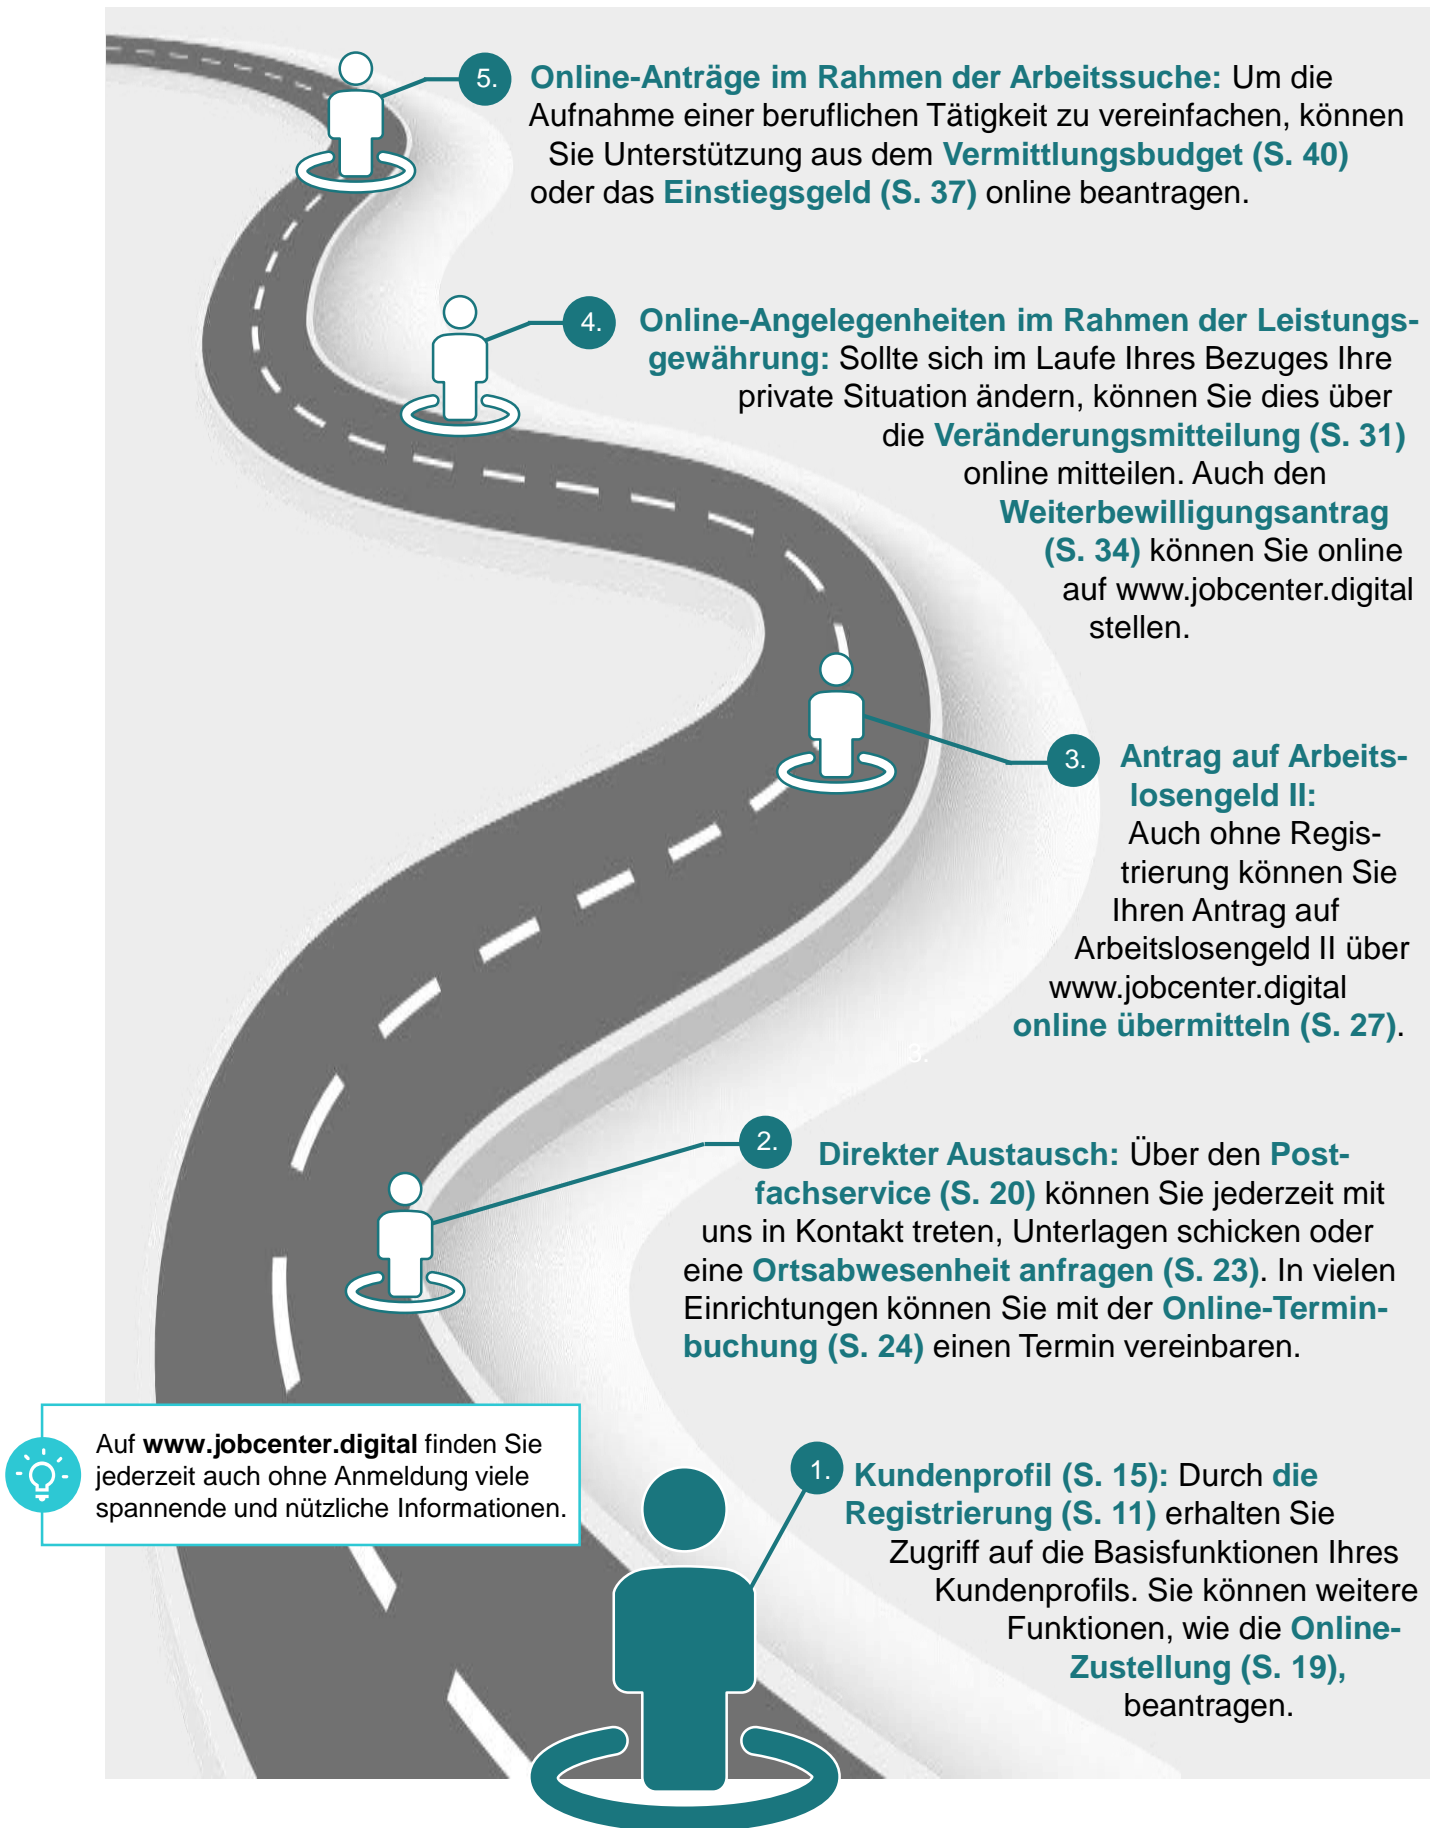 5. Online-Anträge im Rahmen der Arbeitssuche: Um die
Aufnahme einer beruflichen Tätigkeit zu vereinfachen, können
Sie Unterstützung aus dem Vermittlungsbudget (S. 40)
oder das Einstiegsgeld (S. 37) online beantragen.
4. Online-Angelegenheiten im Rahmen der Leistungs-
gewährung: Sollte sich im Laufe Ihres Bezuges Ihre
private Situation ändern, können Sie dies über
die Veränderungsmitteilung (S. 31)
online mitteilen. Auch den
Weiterbewilligungsantrag
(S. 34) können Sie online
auf www.jobcenter.digital
stellen.
3. Antrag auf Arbeits-
losengeld II:
Auch ohne Regis-
trierung können Sie
Ihren Antrag auf
Arbeitslosengeld II über
www.jobcenter.digital
online übermitteln (S. 27).
3.
2. Direkter Austausch: Über den Post-
fachservice (S. 20) können Sie jederzeit mit
uns in Kontakt treten, Unterlagen schicken oder
eine Ortsabwesenheit anfragen (S. 23). In vielen
Einrichtungen können Sie mit der Online-Termin-
buchung (S. 24) einen Termin vereinbaren.
Auf www.jobcenter.digital finden Sie
jederzeit auch ohne Anmeldung viele
spannende und nützliche Informationen.
1. Kundenprofil (S. 15): Durch die
Registrierung (S. 11) erhalten Sie
Zugriff auf die Basisfunktionen Ihres
Kundenprofils. Sie können weitere
Funktionen, wie die Online-
Zustellung (S. 19),
beantragen.